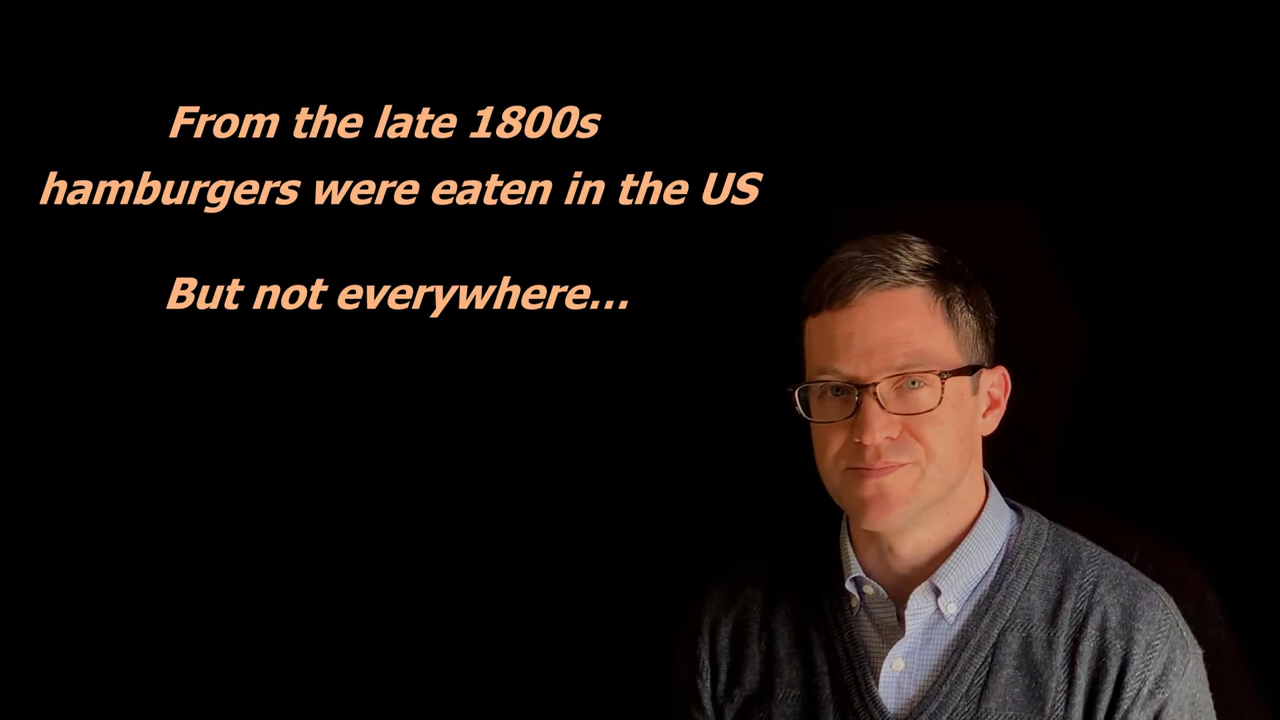 From the late 1800s
hamburgers were eaten in the US
But not everywhere...